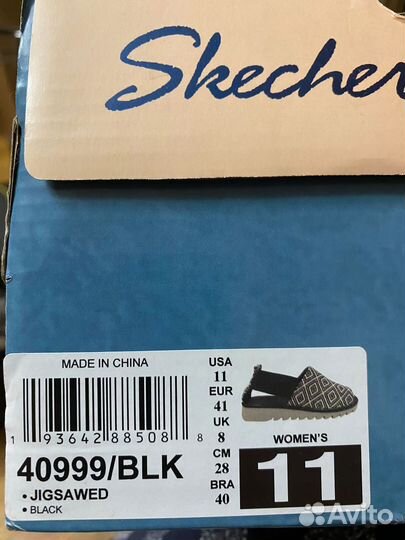 Skecher
MADE IN CHINA
1 93642 88508 8
40999/BLK
• JIGSAWED
• BLACK
USA
11
EUR
41
UK
8
CM
28
BRA
40
WOMEN'S
11
Avito